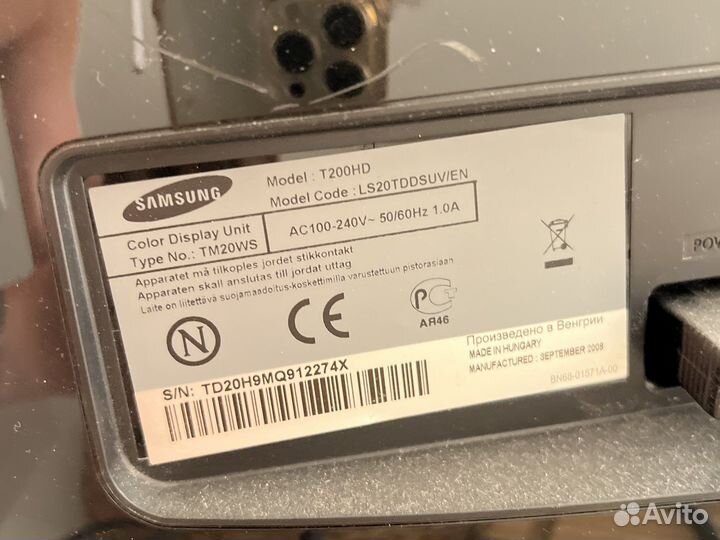 SAMSUNG
Model : T200HD
Model Code : LS20TDDSUV/EN
Color Display Unit
Type No.: TM20WS
AC100-240V~ 50/60Hz 1.0A
Apparatet må tilkoples jordet stikkontakt
Apparaten skall anslutas till jordat uttag
Laite on liitettävä suojamaadoitus-koskettimilla varustettuun pistorasiaan
N
CE
РС
АЯ46
Произведено в Венгрии
MADE IN HUNGARY
MANUFACTURED : SEPTEMBER 2008
S/N: TD20H9MQ912274X
BN68-01571A-00
POW
Avito